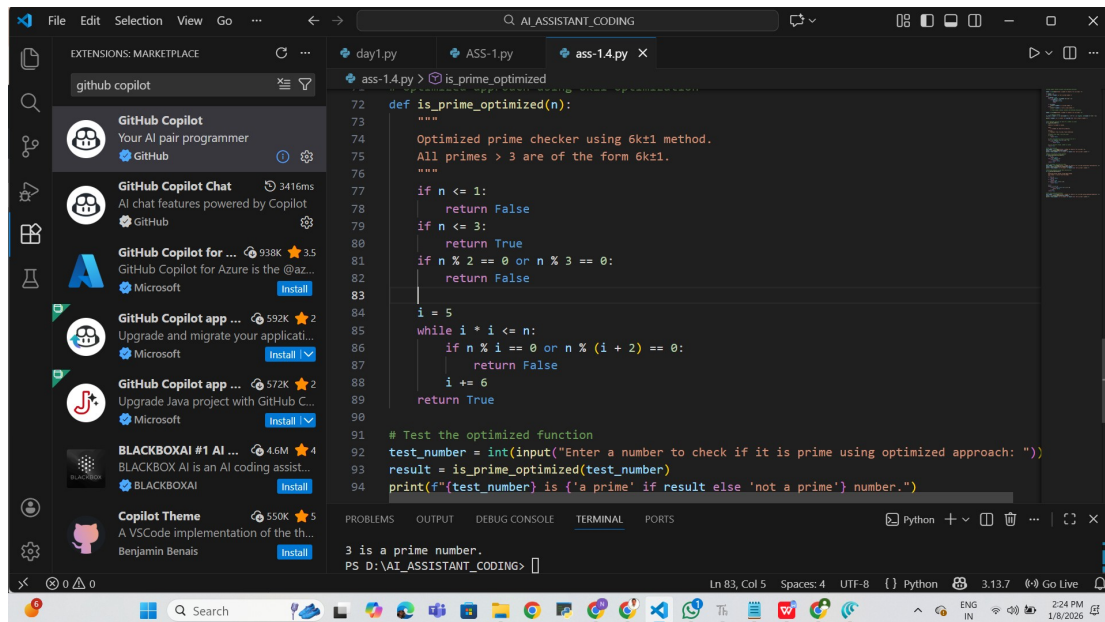 File Edit Selection View Go ··· ← → AI_ASSISTANT_CODING
EXTENSIONS: MARKETPLACE
github copilot
GitHub Copilot
Your AI pair programmer
GitHub
GitHub Copilot Chat 3416ms
AI chat features powered by Copilot
GitHub
GitHub Copilot for ... 938K 3.5
GitHub Copilot for Azure is the @az...
Microsoft Install
GitHub Copilot app ... 592K 2
Upgrade and migrate your applicati...
Microsoft Install
GitHub Copilot app ... 572K 2
Upgrade Java project with GitHub C...
Microsoft Install
BLACKBOXAI #1 AI ... 4.6M 4
BLACKBOX AI is an AI coding assist...
BLACKBOX
BLACKBOXAI Install
Copilot Theme 550K 5
A VSCode implementation of the th...
Benjamin Benais Install
day1.py ASS-1.py ass-1.4.py
ass-1.4.py > is_prime_optimized
72 def is_prime_optimized(n):
73 """
74 Optimized prime checker using 6k±1 method.
75 All primes > 3 are of the form 6k±1.
76 """
77 if n <= 1:
78 return False
79 if n <= 3:
80 return True
81 if n % 2 == 0 or n % 3 == 0:
82 return False
83
84 i = 5
85 while i * i <= n:
86 if n % i == 0 or n % (i + 2) == 0:
87 return False
88 i += 6
89 return True
90
91 # Test the optimized function
92 test_number = int(input("Enter a number to check if it is prime using optimized approach: "))
93 result = is_prime_optimized(test_number)
94 print(f"{test_number} is {'a prime' if result else 'not a prime'} number.")
PROBLEMS OUTPUT DEBUG CONSOLE TERMINAL PORTS Python
3 is a prime number.
PS D:\AI_ASSISTANT_CODING>
0 0 Ln 83, Col 5 Spaces: 4 UTF-8 {} Python 3.13.7 Go Live
Search ENG IN 2:24 PM 1/8/2026